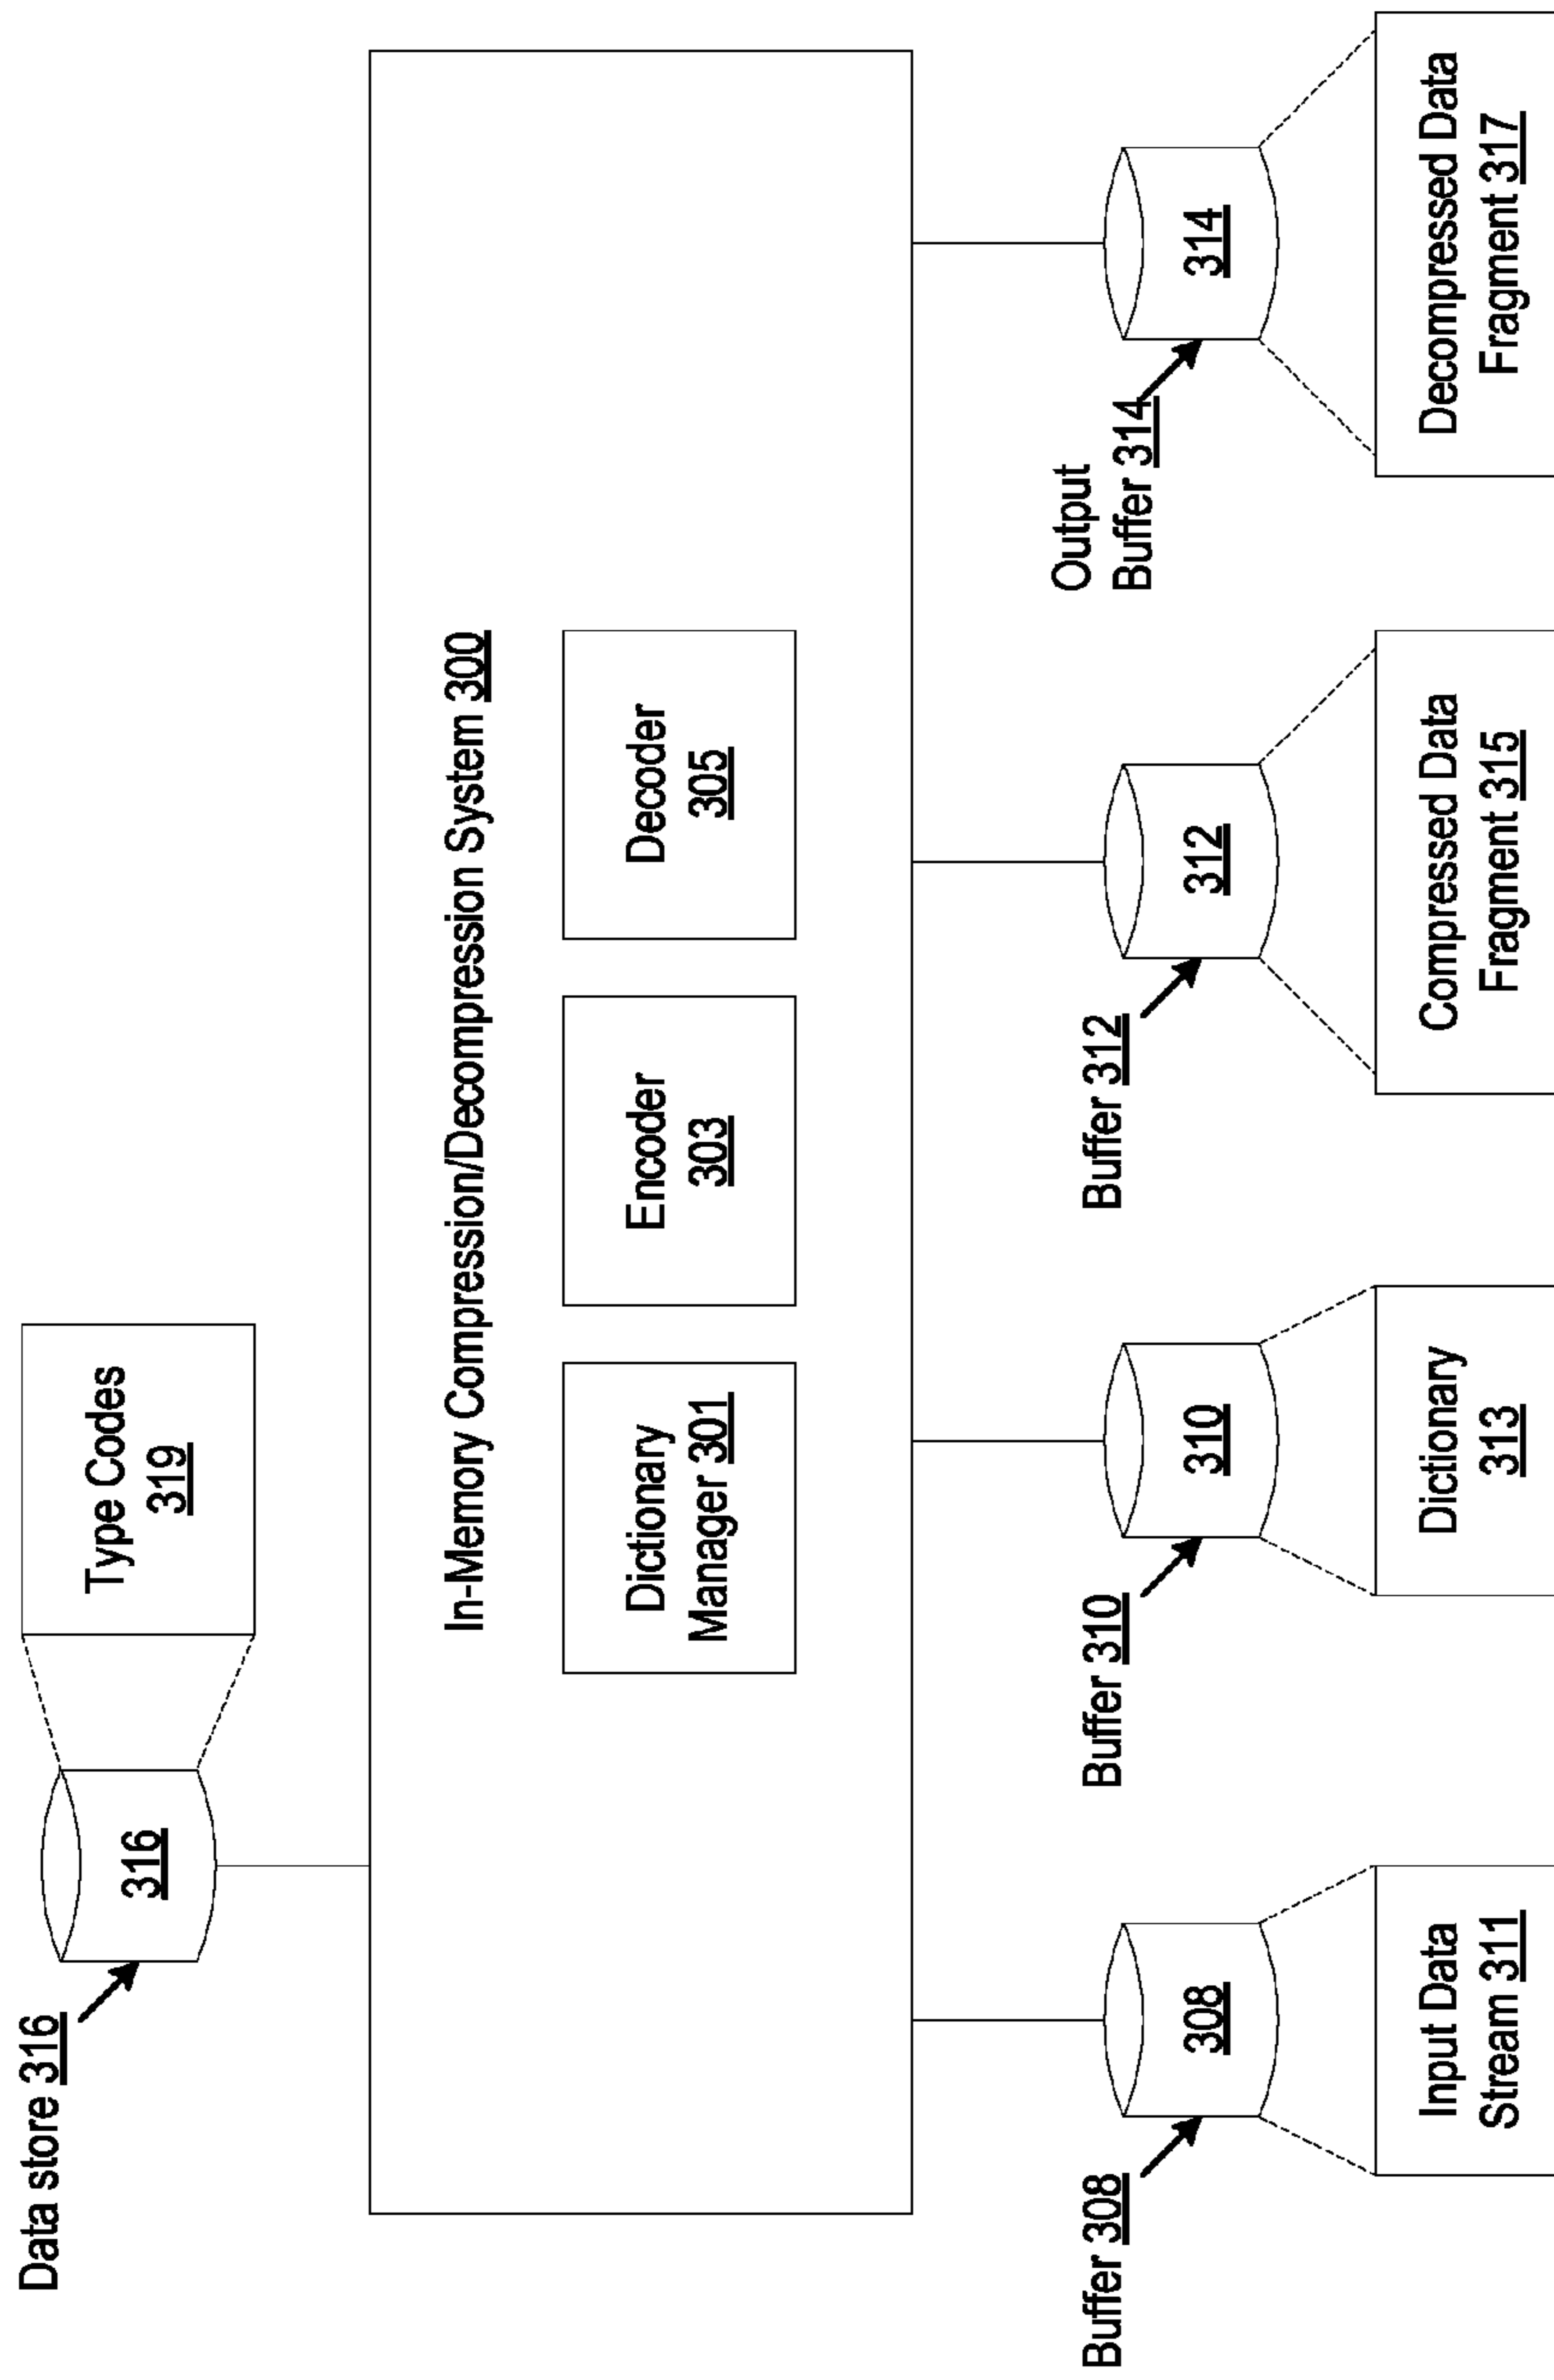 Data store 316
316
Type Codes
319
In-Memory Compression/Decompression System 300
Dictionary
Manager 301
Encoder
303
Decoder
305
Buffer 308
308
Input Data
Stream 311
Buffer 310
310
Dictionary
313
Buffer 312
312
Compressed Data
Fragment 315
Output
Buffer 314
314
Decompressed Data
Fragment 317